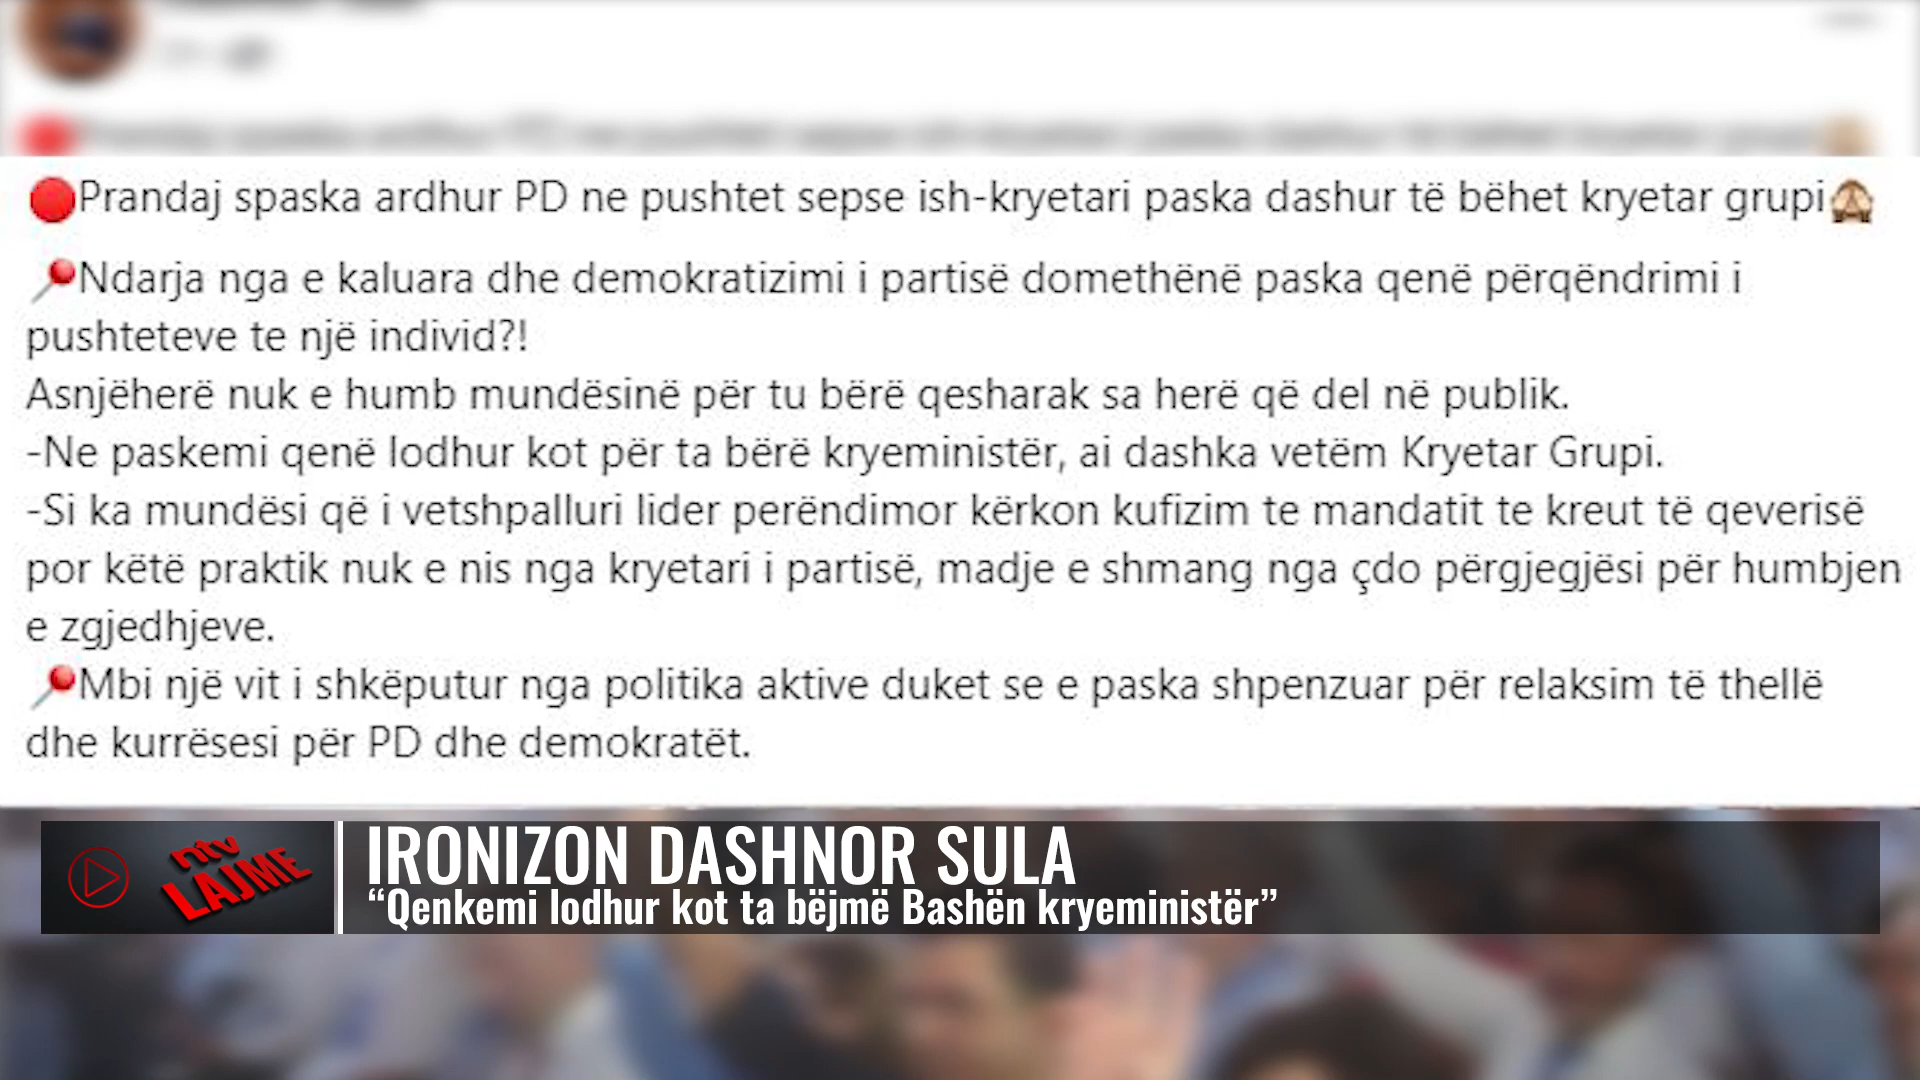 🔴Prandaj spaska ardhur PD ne pushtet sepse ish-kryetari paska dashur të bëhet kryetar grupi🙈
📍Ndarja nga e kaluara dhe demokratizimi i partisë domethënë paska qenë përqëndrimi i
pushteteve te një individ?!
Asnjëherë nuk e humb mundësinë për tu bërë qesharak sa herë që del në publik.
-Ne paskemi qenë lodhur kot për ta bërë kryeministër, ai dashka vetëm Kryetar Grupi.
-Si ka mundësi që i vetshpalluri lider perëndimor kërkon kufizim te mandatit te kreut të qeverisë
por këtë praktik nuk e nis nga kryetari i partisë, madje e shmang nga çdo përgjegjësi për humbjen
e zgjedhjeve.
📍Mbi një vit i shkëputur nga politika aktive duket se e paska shpenzuar për relaksim të thellë
dhe kurrësesi për PD dhe demokratët.
ntv
LAJME
IRONIZON DASHNOR SULA
“Qenkemi lodhur kot ta bëjmë Bashën kryeministër”